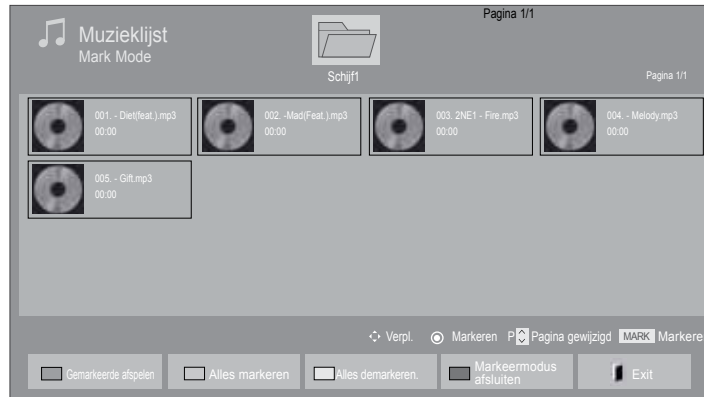 Pagina 1/1
Muzieklijst
Mark Mode
Schijf1
Pagina 1/1
001. - Diet(feat.).mp3
00:00
002. -Mad(Feat.).mp3
00:00
003. 2NE1 - Fire.mp3
00:00
004. - Melody.mp3
00:00
005. - Gift.mp3
00:00
Verpl. Markeren P Pagina gewijzigd MARK Markere
Gemarkeerde afspelen
Alles markeren
Alles demarkeren.
Markeermodus
afsluiten
Exit